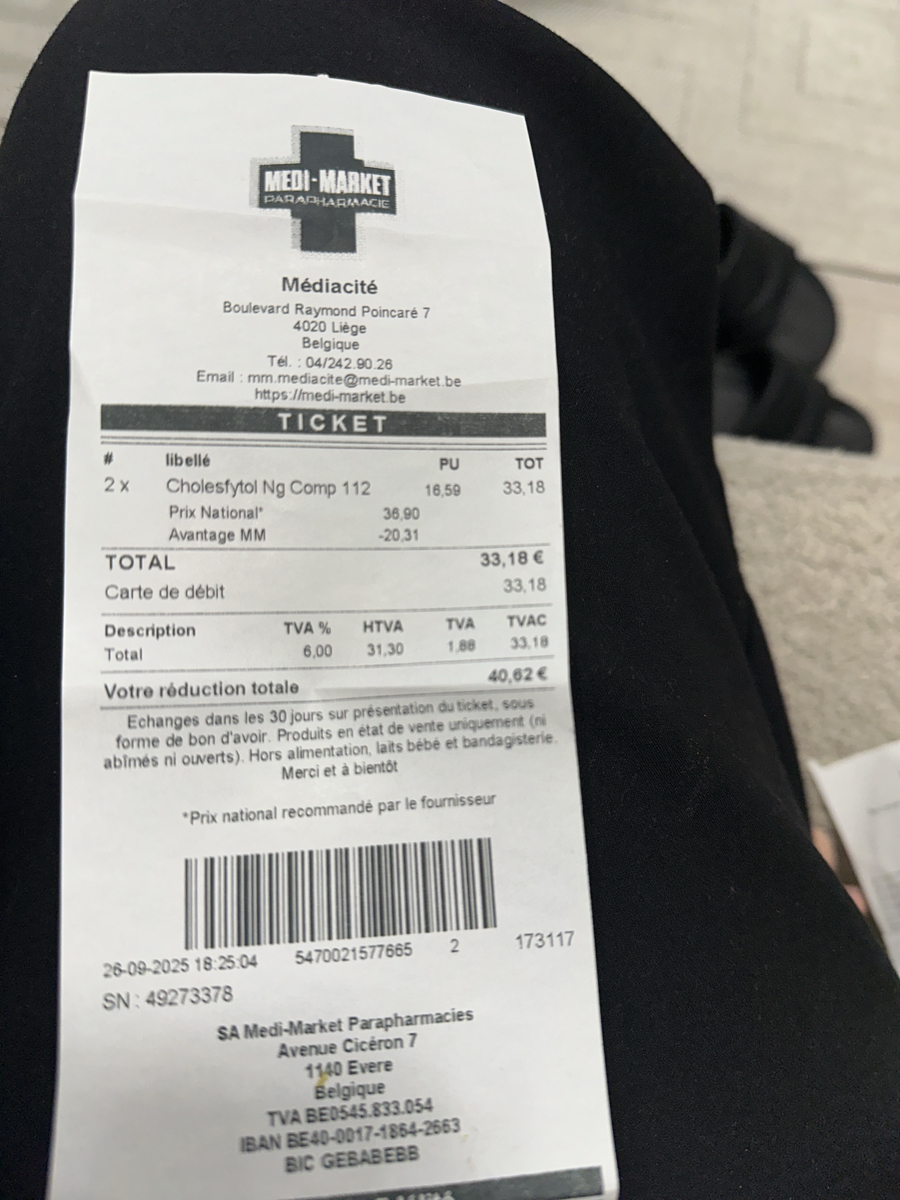 MEDI-MARKET
PARAPHARMACIE
Médiacité
Boulevard Raymond Poincaré 7
4020 Liège
Belgique
Tél. : 04/242.90.26
Email : mm.mediacite@medi-market.be
https://medi-market.be
TICKET
# libellé PU TOT
2 x Cholesfytol Ng Comp 112 16,59 33,18
Prix National* 36,90
Avantage MM -20,31
TOTAL 33,18 €
Carte de débit 33,18
Description TVA % HTVA TVA TVAC
Total 6,00 31,30 1,88 33,18
Votre réduction totale 40,62 €
Echanges dans les 30 jours sur présentation du ticket, sous
forme de bon d'avoir. Produits en état de vente uniquement (ni
abîmés ni ouverts). Hors alimentation, laits bébé et bandagisterie.
Merci et à bientôt
*Prix national recommandé par le fournisseur
26-09-2025 18:25:04 5470021577665 2 173117
SN : 49273378
SA Medi-Market Parapharmacies
Avenue Cicéron 7
1140 Evere
Belgique
TVA BE0545.833.054
IBAN BE40-0017-1864-2663
BIC GEBABEBB